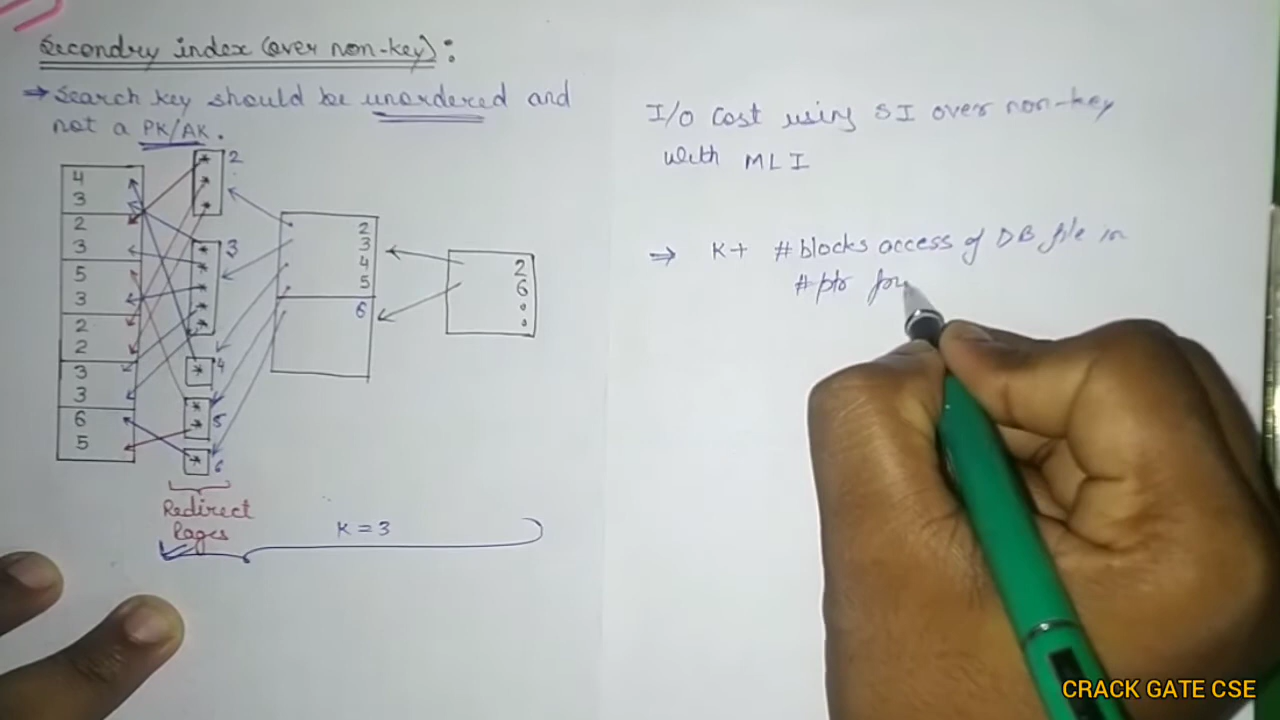 Secondry index (over non-key):
→ Search key should be unordered and
not a PK/AK.
4
3
2
3
5
3
2
2
3
3
6
5
* * * 2
* * * * * 3
* 4
* * 5
* 6
2
3
4
5
6
2
6
Redirect
Pages
K = 3
I/O cost using SI over non-key
with MLI
→ K+ #blocks access of DB file in
#ptr
CRACK GATE CSE